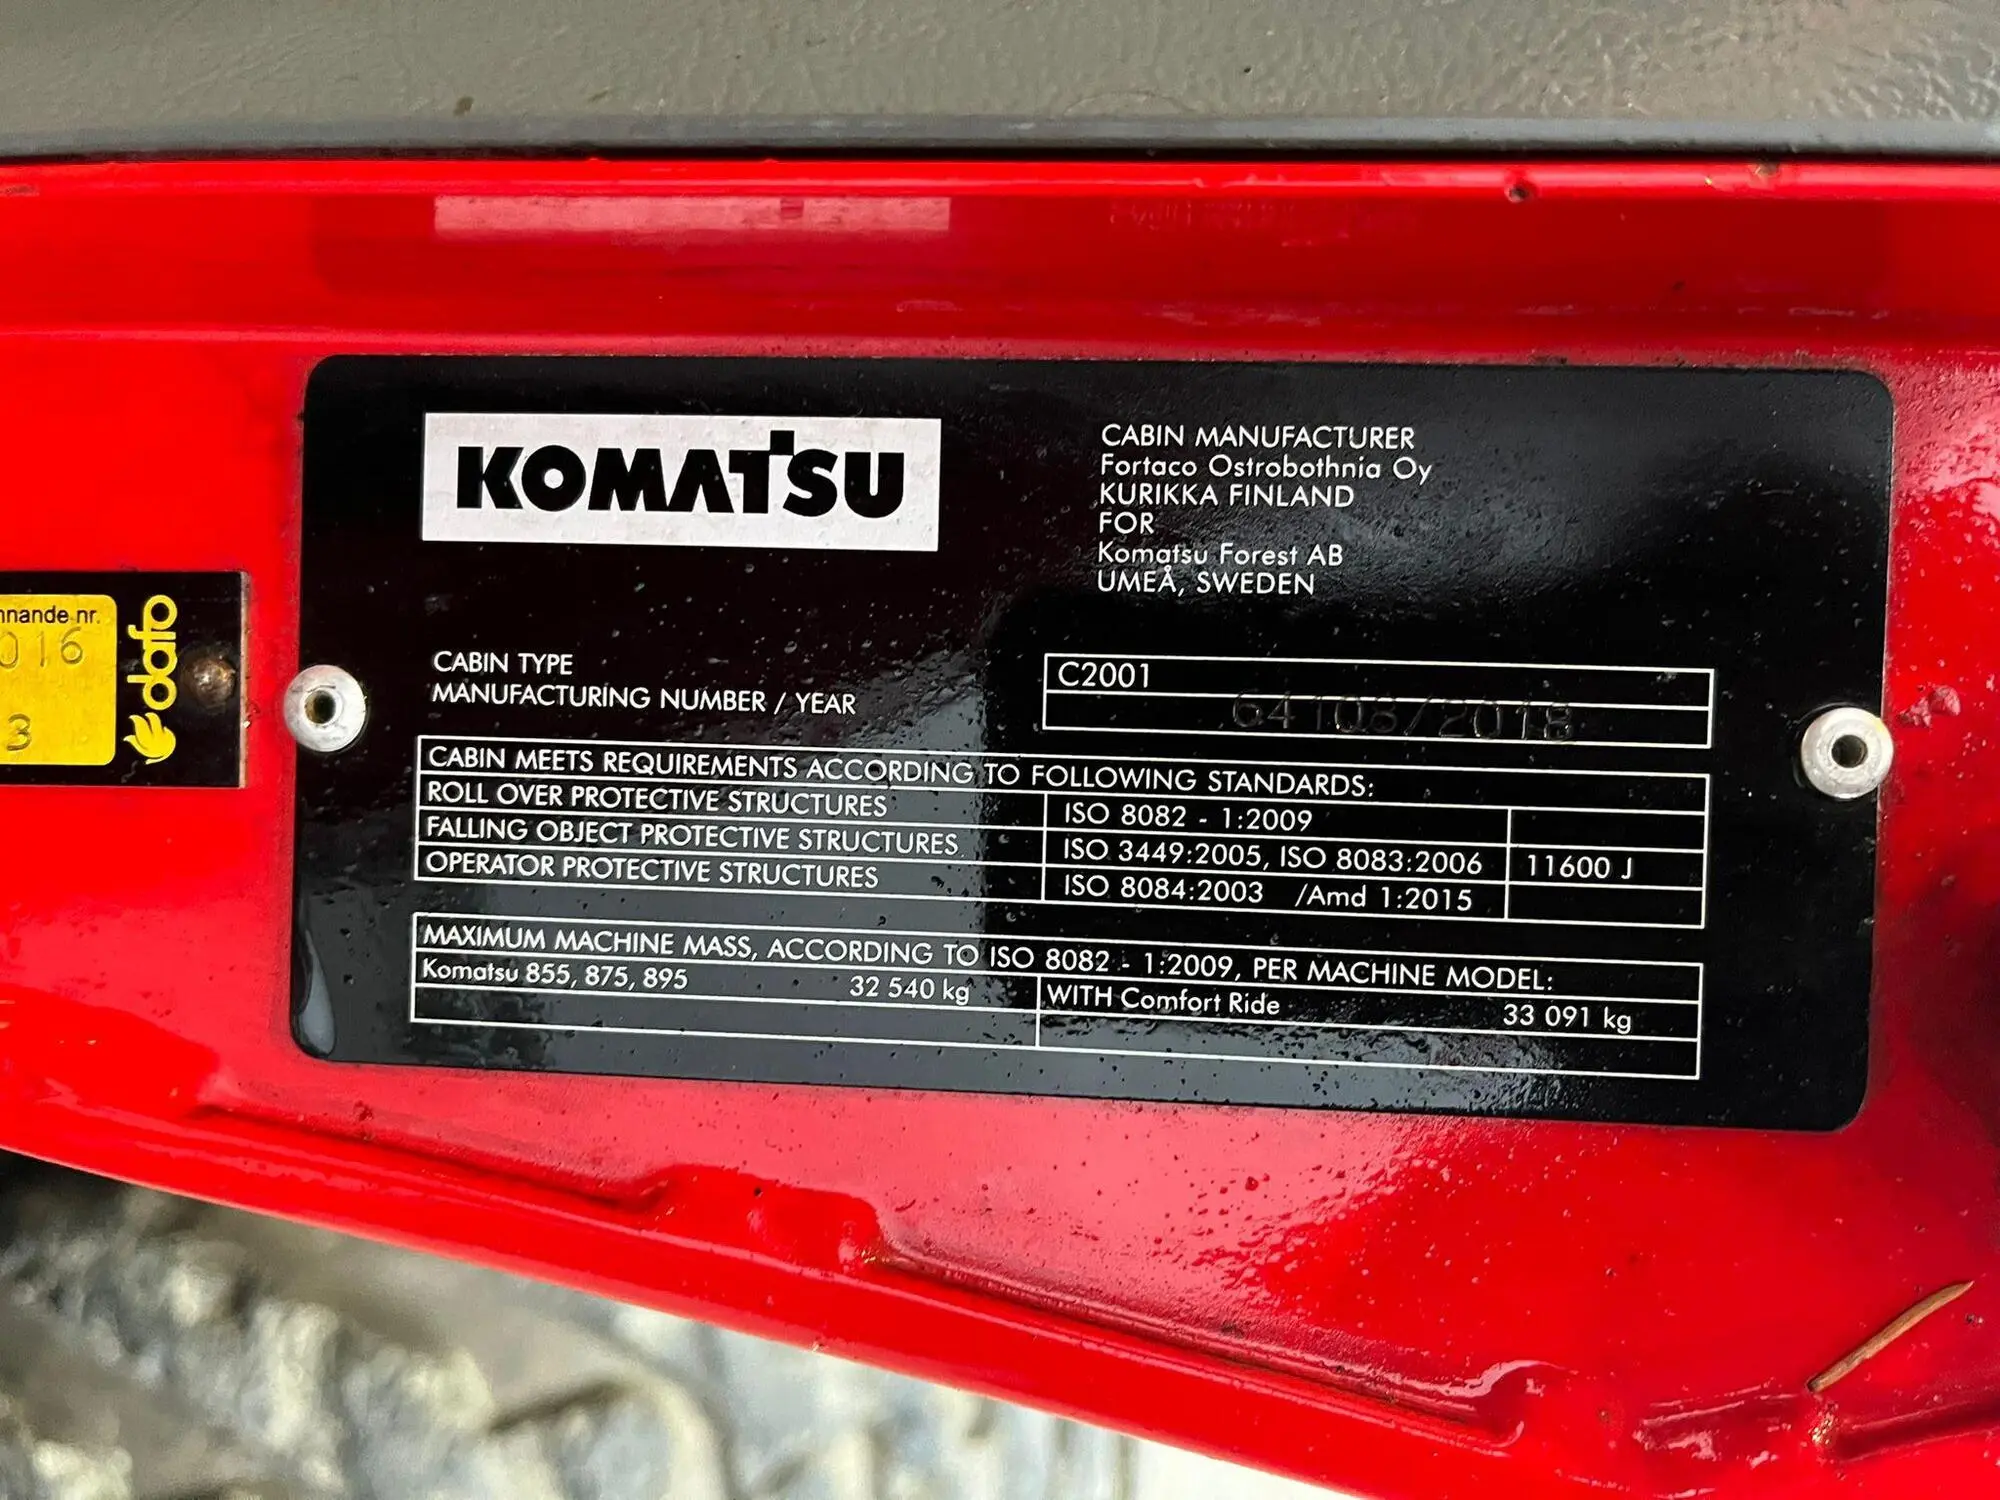 KOMATSU
CABIN MANUFACTURER
Fortaco Ostrobothnia Oy
KURIKKA FINLAND
FOR
Komatsu Forest AB
UMEÅ, SWEDEN
nnande nr.
016
3
dafo
CABIN TYPE C2001
MANUFACTURING NUMBER / YEAR 64108/2018
CABIN MEETS REQUIREMENTS ACCORDING TO FOLLOWING STANDARDS:
ROLL OVER PROTECTIVE STRUCTURES ISO 8082 - 1:2009
FALLING OBJECT PROTECTIVE STRUCTURES ISO 3449:2005, ISO 8083:2006 11600 J
OPERATOR PROTECTIVE STRUCTURES ISO 8084:2003 /Amd 1:2015
MAXIMUM MACHINE MASS, ACCORDING TO ISO 8082 - 1:2009, PER MACHINE MODEL:
Komatsu 855, 875, 895 32 540 kg WITH Comfort Ride 33 091 kg